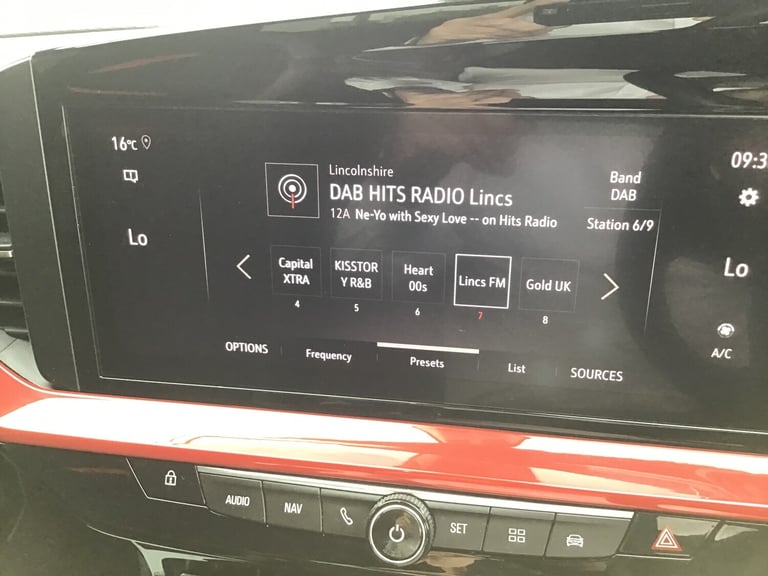 16°C
Lo
Lincolnshire
DAB HITS RADIO Lincs
12A Ne-Yo with Sexy Love -- on Hits Radio
Band
DAB
Station 6/9
09:3
Lo
A/C
Capital
XTRA
4
KISSTOR
Y R&B
5
Heart
00s
6
Lincs FM
7
Gold UK
8
OPTIONS
Frequency
Presets
List
SOURCES
AUDIO
NAV
SET